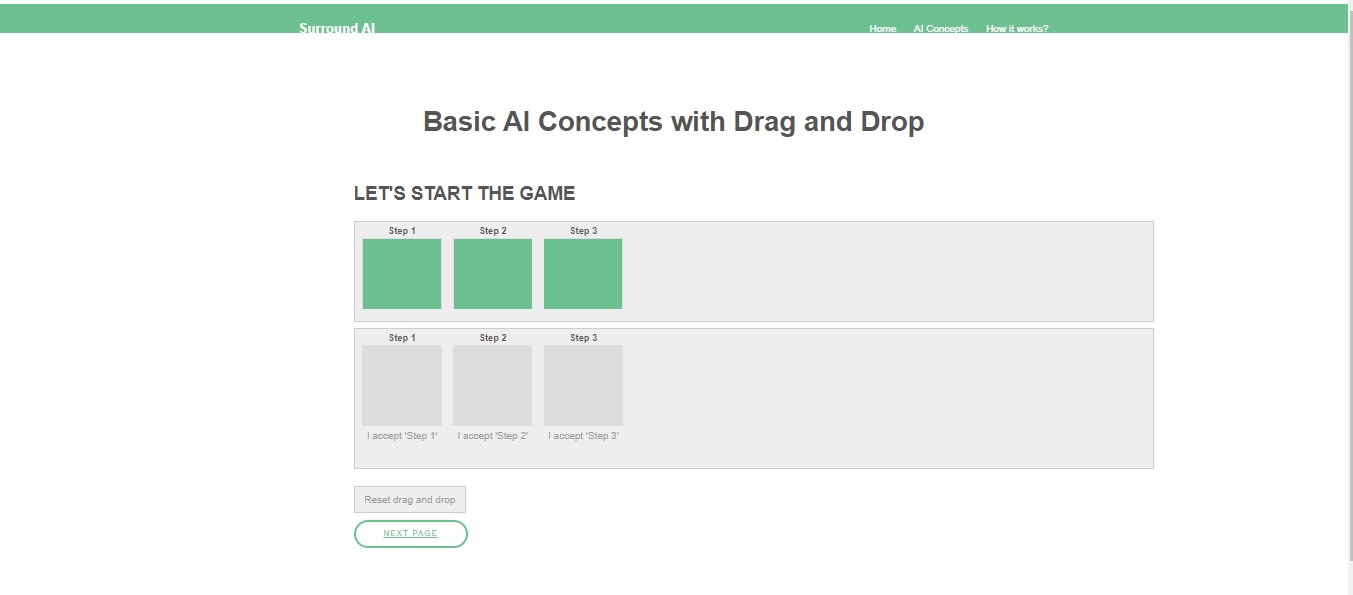 Surround AI
Home AI Concepts How it works?
Basic AI Concepts with Drag and Drop
LET'S START THE GAME
Step 1 Step 2 Step 3
Step 1 Step 2 Step 3
I accept 'Step 1' I accept 'Step 2' I accept 'Step 3'
Reset drag and drop
NEXT PAGE